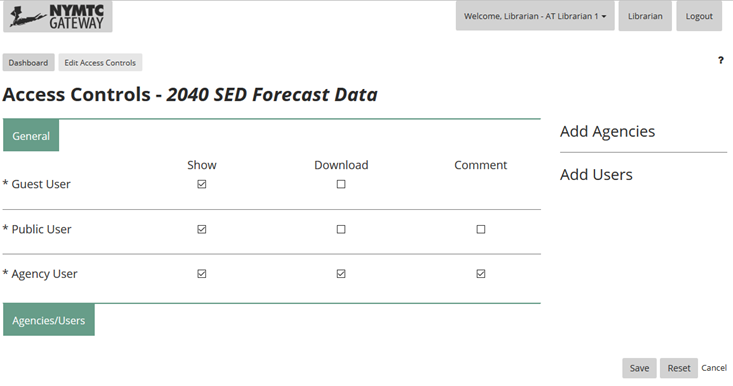 NYMTC
GATEWAY
Welcome, Librarian - AT Librarian 1
Librarian
Logout
Dashboard
Edit Access Controls
?
Access Controls - 2040 SED Forecast Data
General
Show Download Comment
* Guest User
* Public User
* Agency User
Agencies/Users
Add Agencies
Add Users
Save Reset Cancel